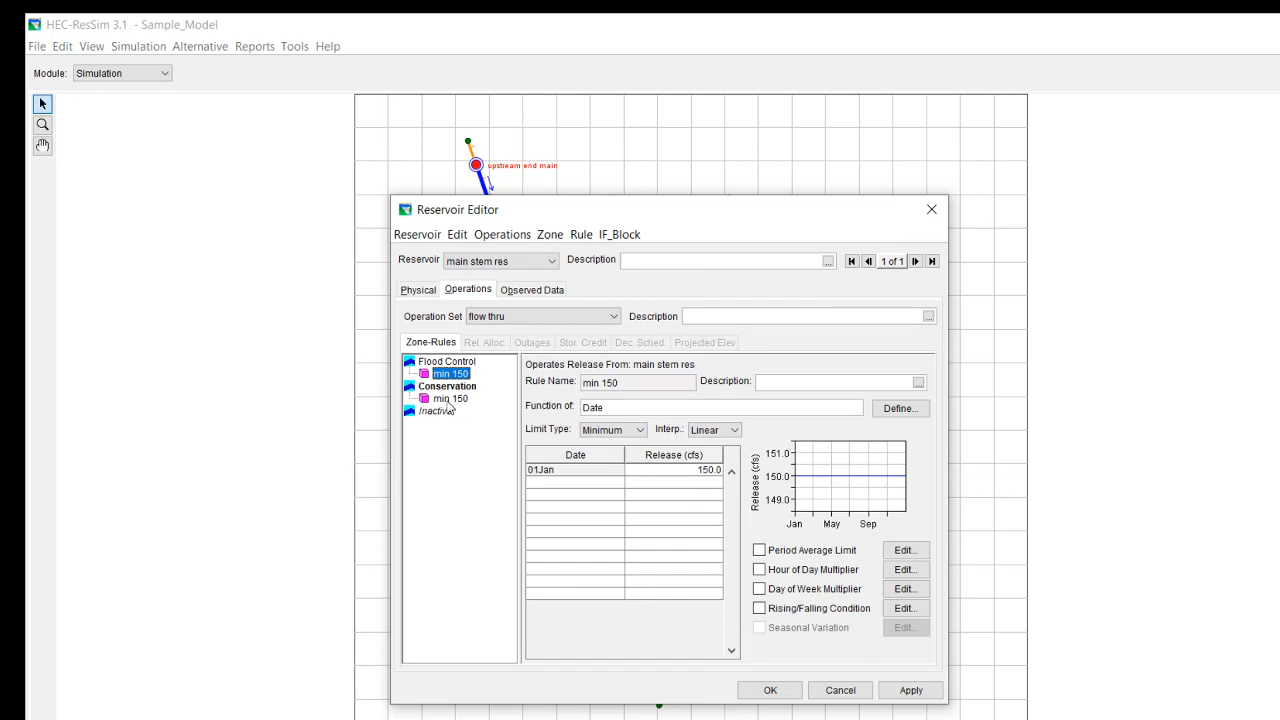 HEC-ResSim 3.1 - Sample_Model
File Edit View Simulation Alternative Reports Tools Help
Module: Simulation
upstream end main
Reservoir Editor
Reservoir Edit Operations Zone Rule IF_Block
Reservoir main stem res Description ... 1 of 1
Physical Operations Observed Data
Operation Set flow thru Description ...
Zone-Rules Rel. Alloc. Outages Stor. Credit Dec. Sched. Projected Elev
Flood Control
min 150
Conservation
min 150
Inactive
Operates Release From: main stem res
Rule Name: min 150 Description: ...
Function of: Date Define...
Limit Type: Minimum Interp.: Linear
Date Release (cfs)
01Jan 150.0
Release (cfs)
151.0
150.0
149.0
Jan May Sep
Period Average Limit Edit...
Hour of Day Multiplier Edit...
Day of Week Multiplier Edit...
Rising/Falling Condition Edit...
Seasonal Variation Edit...
OK Cancel Apply